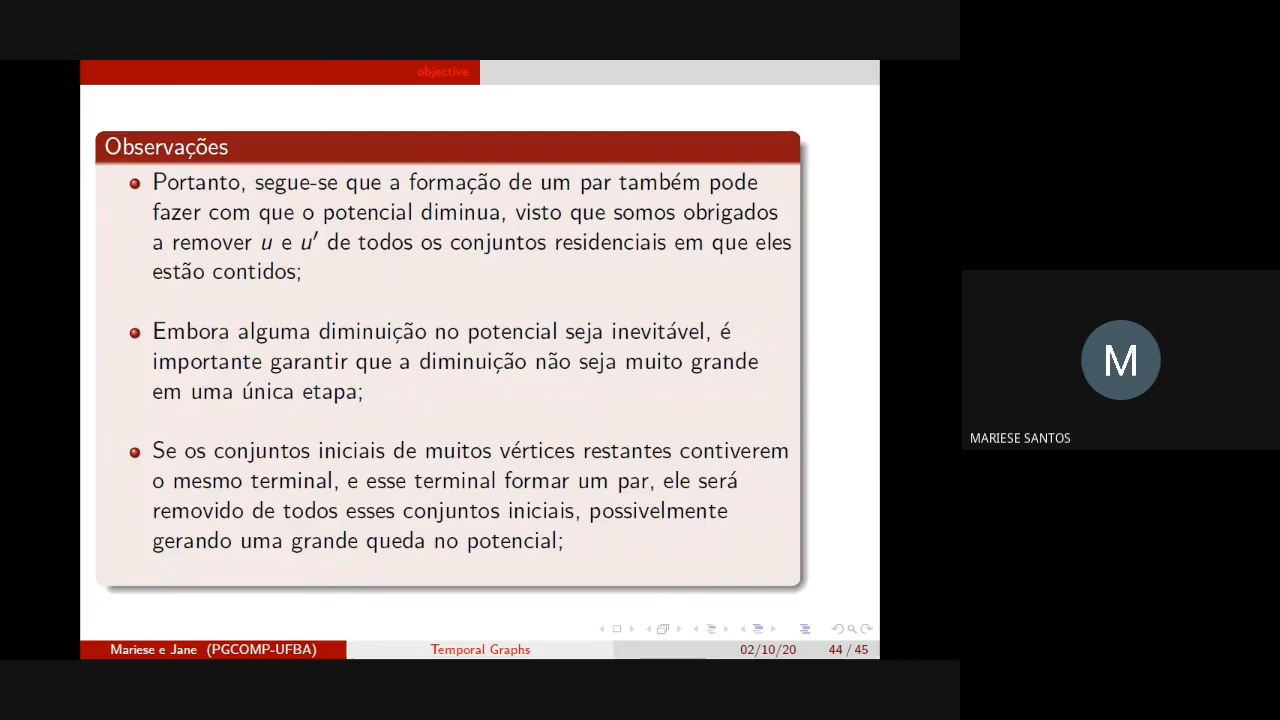 objective
Observações
Portanto, segue-se que a formação de um par também pode
fazer com que o potencial diminua, visto que somos obrigados
a remover u e u′ de todos os conjuntos residenciais em que eles
estão contidos;
Embora alguma diminuição no potencial seja inevitável, é
importante garantir que a diminuição não seja muito grande
em uma única etapa;
Se os conjuntos iniciais de muitos vértices restantes contiverem
o mesmo terminal, e esse terminal formar um par, ele será
removido de todos esses conjuntos iniciais, possivelmente
gerando uma grande queda no potencial;
Mariese e Jane (PGCOMP-UFBA)
Temporal Graphs
02/10/20
44 / 45
M
MARIESE SANTOS